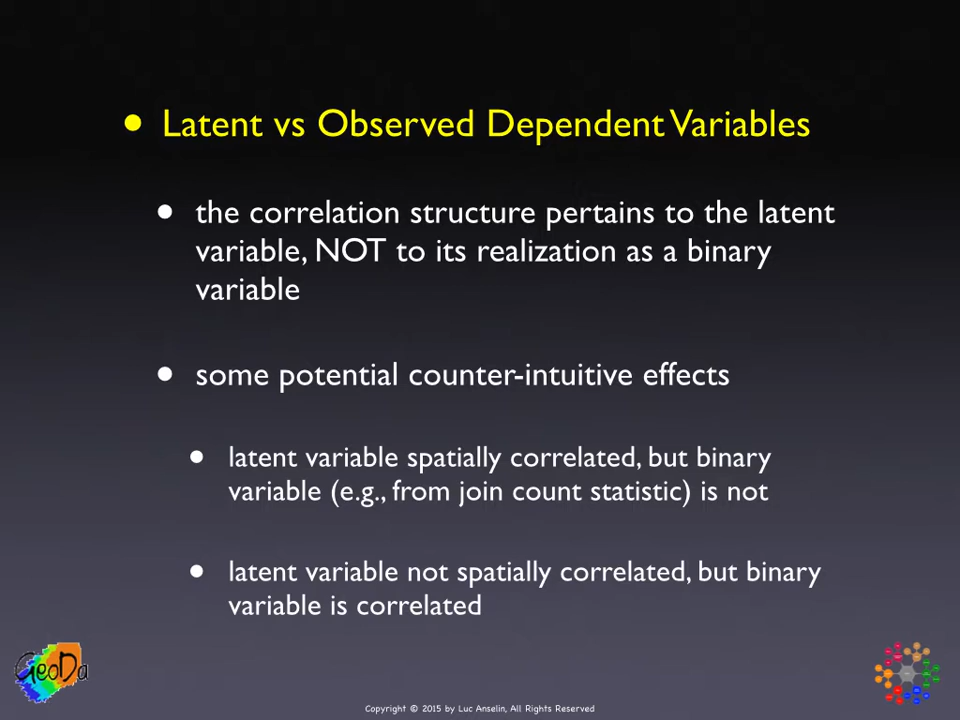 • Latent vs Observed Dependent Variables
• the correlation structure pertains to the latent
variable, NOT to its realization as a binary
variable
• some potential counter-intuitive effects
• latent variable spatially correlated, but binary
variable (e.g., from join count statistic) is not
• latent variable not spatially correlated, but binary
variable is correlated
GeoDa
Copyright © 2015 by Luc Anselin, All Rights Reserved